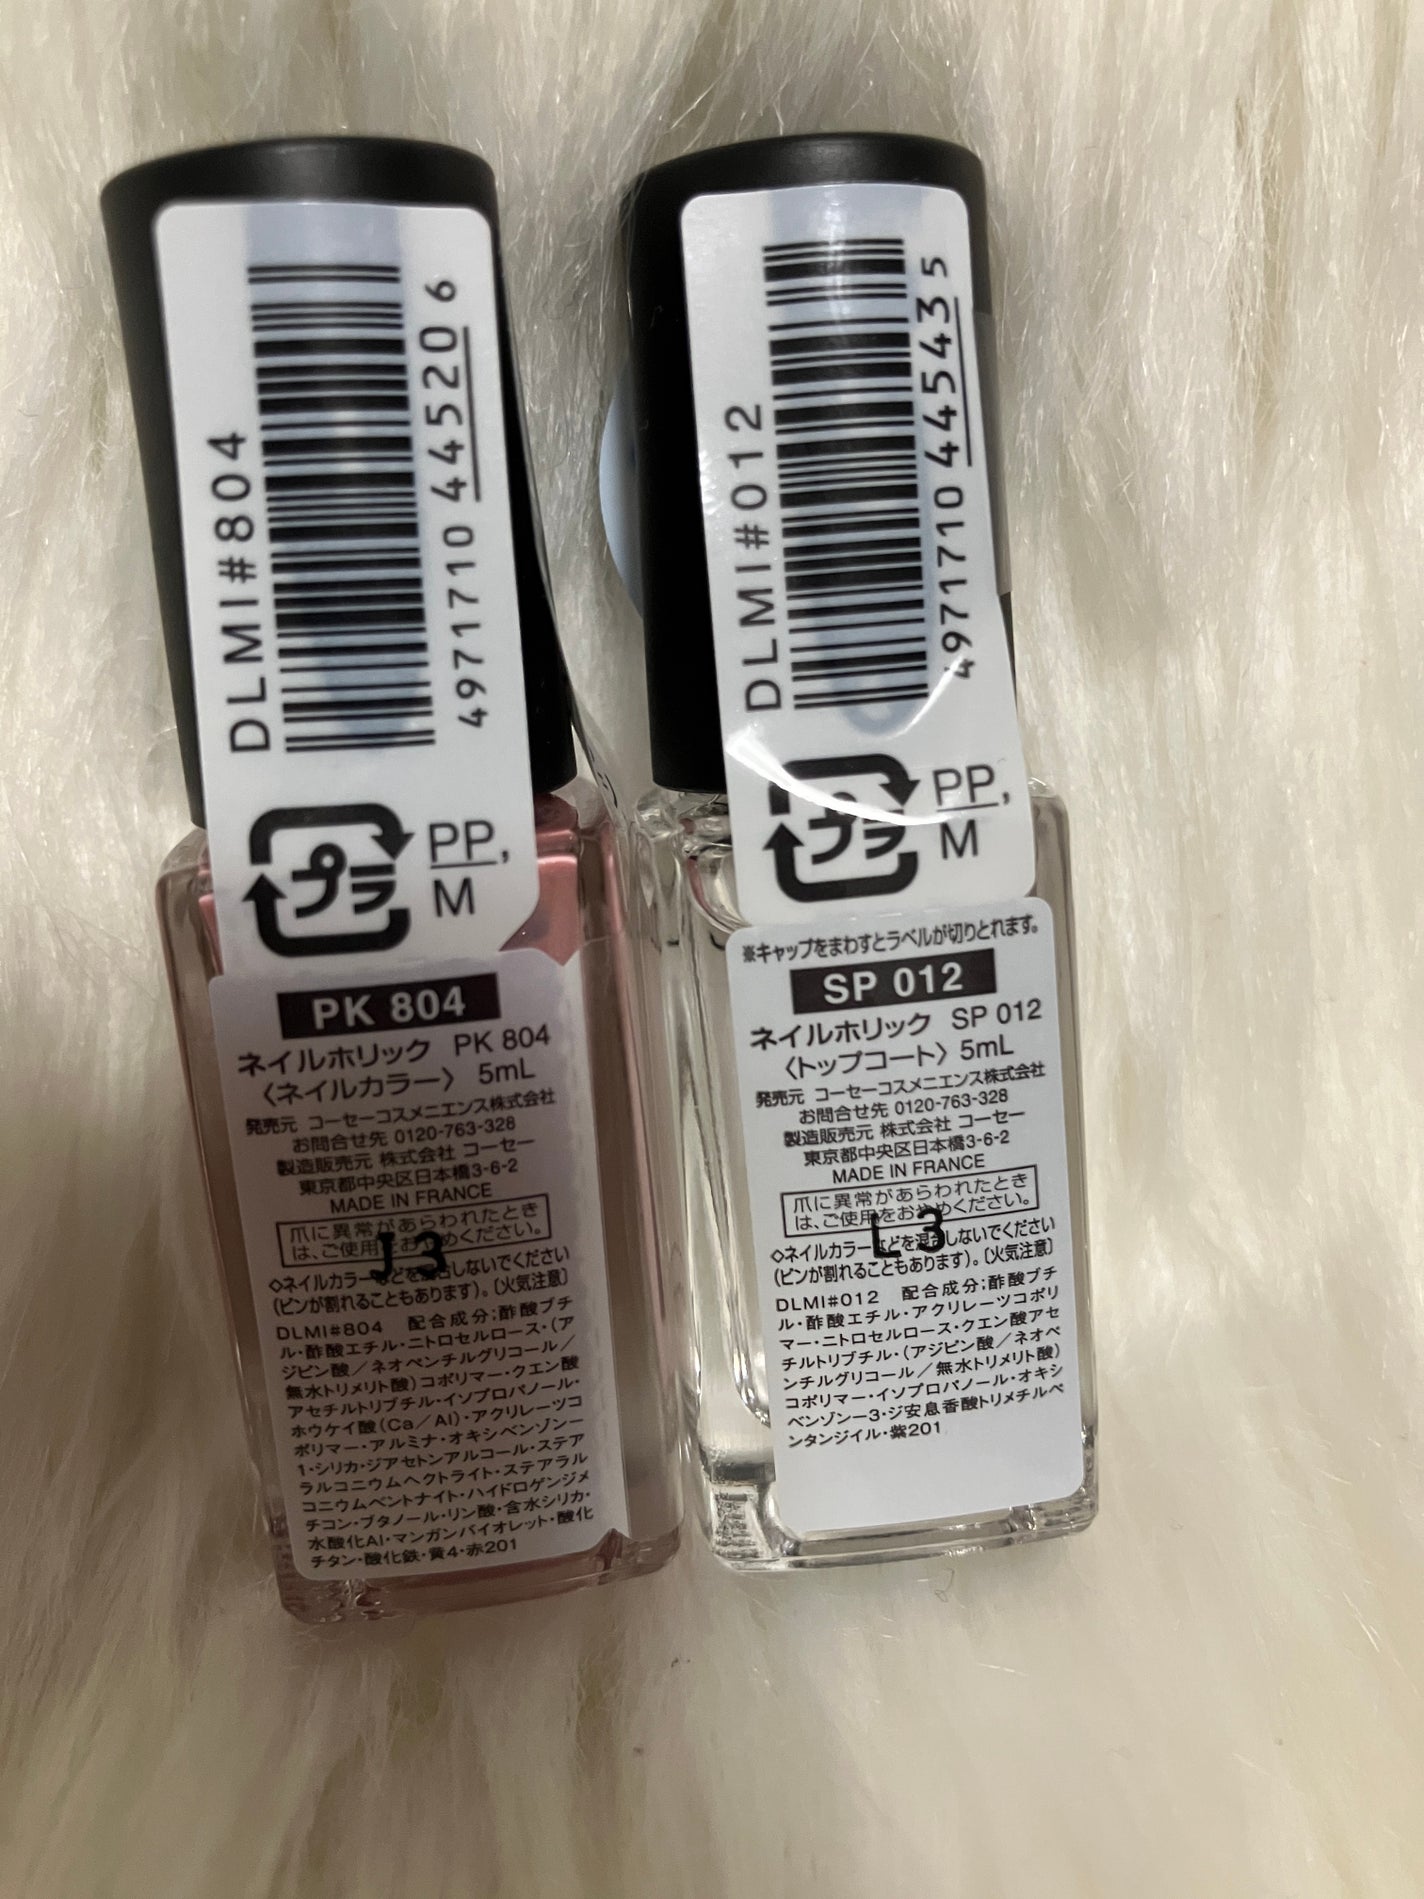 DLMI#804
4971710 445206
プラ
PP,
M
PK 804
ネイルホリック PK 804
〈ネイルカラー〉 5mL
発売元 コーセーコスメニエンス株式会社
お問合せ先 0120-763-328
製造販売元 株式会社 コーセー
東京都中央区日本橋3-6-2
MADE IN FRANCE
爪に異常があらわれたとき
は、ご使用をおやめください。
J3
◇ネイルカラーなどを混合しないでください
(ビンが割れることもあります)。〔火気注意〕
DLMI#804 配合成分;酢酸ブチ
ル・酢酸エチル・ニトロセルロース・(ア
ジピン酸/ネオペンチルグリコール/
無水トリメリト酸)コポリマー・クエン酸
アセチルトリブチル・イソプロパノール・
ホウケイ酸(Ca/Al)・アクリレーツコ
ポリマー・アルミナ・オキシベンゾン-
1・シリカ・ジアセトンアルコール・ステア
ラルコニウムヘクトライト・ステアラル
コニウムベントナイト・ハイドロゲンジメ
チコン・ブタノール・リン酸・含水シリカ・
水酸化Al・マンガンバイオレット・酸化
チタン・酸化鉄・黄4・赤201
DLMI#012
4971710 445435
プラ
PP,
M
※キャップをまわすとラベルが切りとれます。
SP 012
ネイルホリック SP 012
〈トップコート〉 5mL
発売元 コーセーコスメニエンス株式会社
お問合せ先 0120-763-328
製造販売元 株式会社 コーセー
東京都中央区日本橋3-6-2
MADE IN FRANCE
爪に異常があらわれたとき
は、ご使用をおやめください。
L3
◇ネイルカラーなどを混合しないでください
(ビンが割れることもあります)。〔火気注意〕
DLMI#012 配合成分;酢酸ブチ
ル・酢酸エチル・アクリレーツコポリ
マー・ニトロセルロース・クエン酸アセ
チルトリブチル・(アジピン酸/ネオペ
ンチルグリコール/無水トリメリト酸)
コポリマー・イソプロパノール・オキシ
ベンゾン-3・ジ安息香酸トリメチルペ
ンタンジイル・紫201